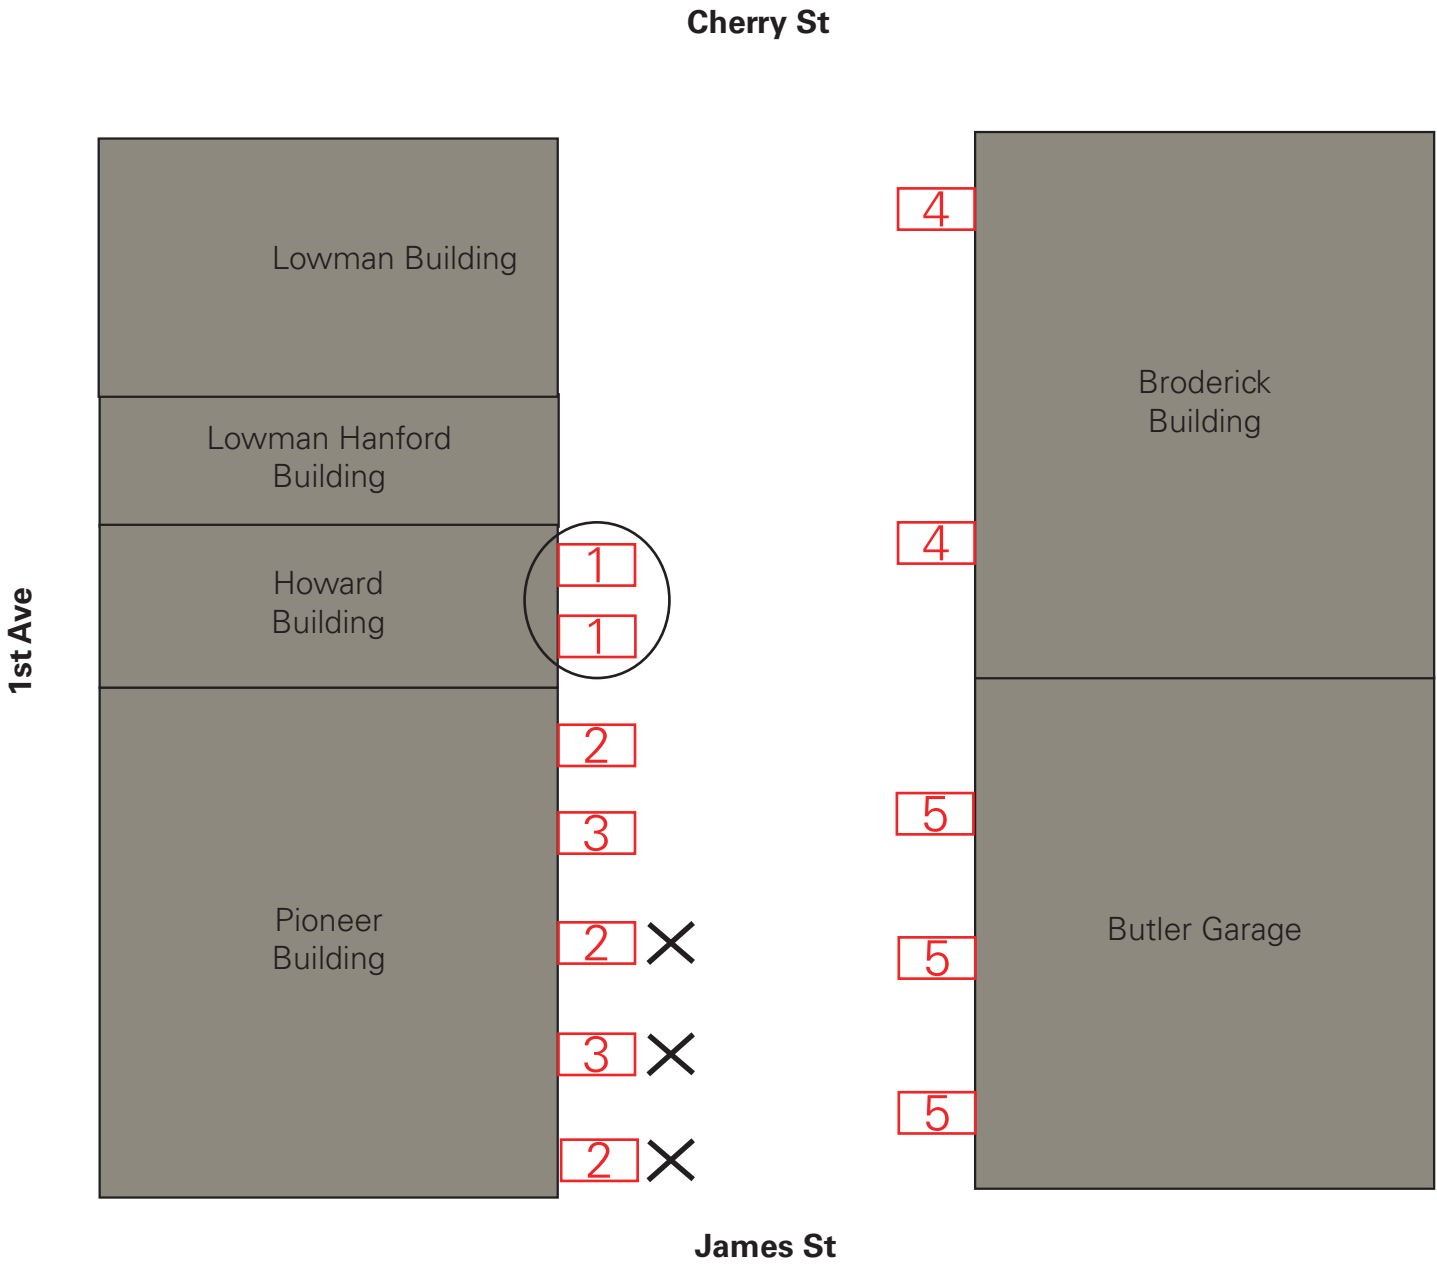 Cherry St
Lowman Building
Lowman Hanford
Building
Howard
Building
Pioneer
Building
1st Ave
1
1
2
3
2
3
2
4
4
5
5
5
Broderick
Building
Butler Garage
James St